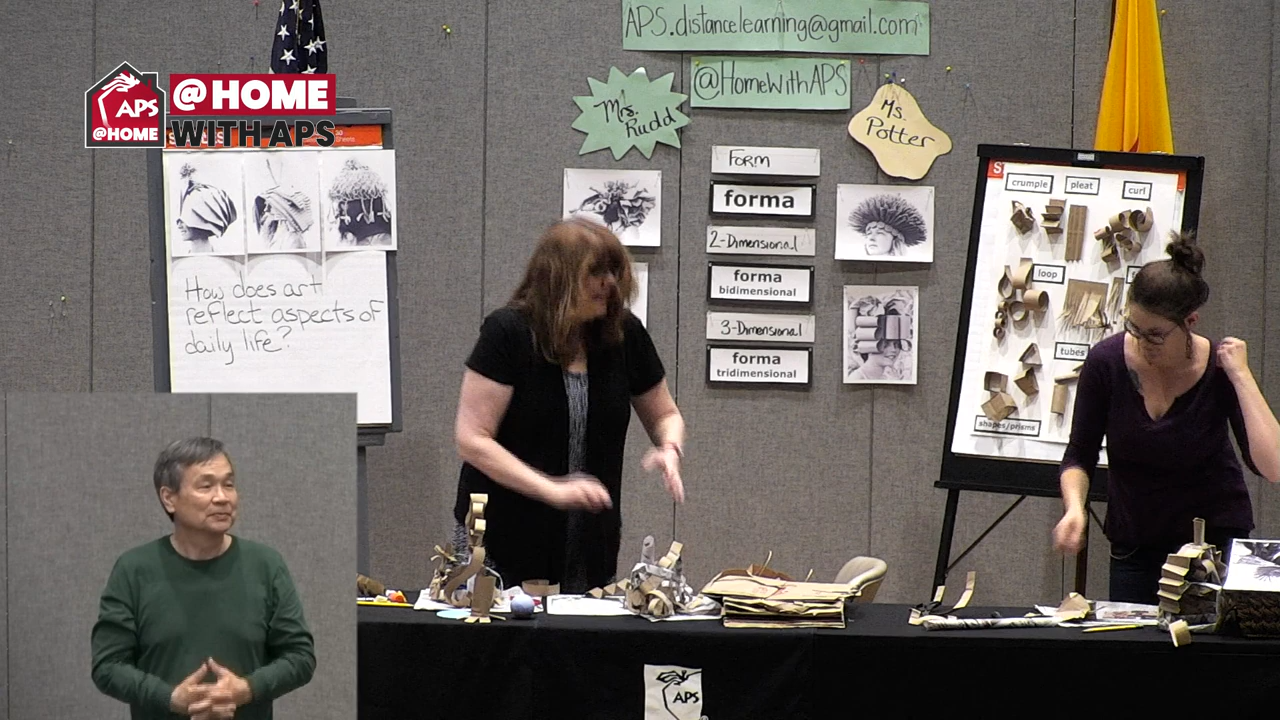 APS.distancelearning@gmail.com
@HomeWithAPS
Mrs.
Rudd
Ms.
Potter
APS
@HOME
@HOME
WITH APS
FORM
forma
2-Dimensional
forma
bidimensional
3-Dimensional
forma
tridimensional
How does art
reflect aspects of
daily life?
crumple
pleat
curl
loop
tubes
shapes/prisms
APS